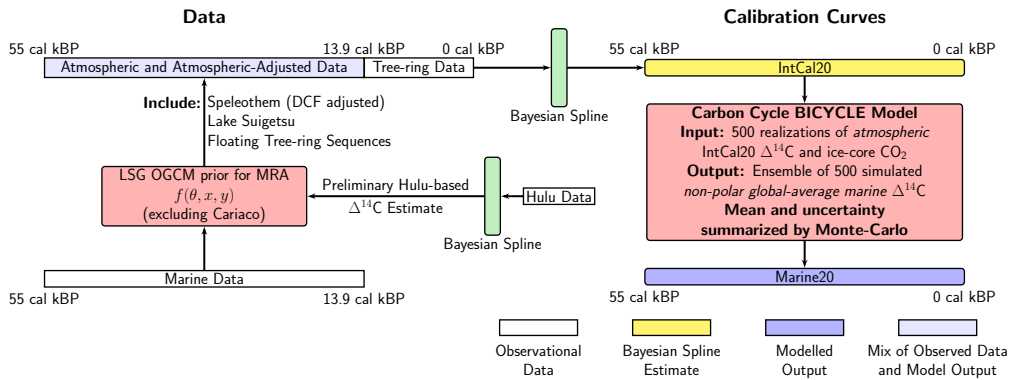 Data
Calibration Curves
55 cal kBP
13.9 cal kBP
0 cal kBP
55 cal kBP
0 cal kBP
Atmospheric and Atmospheric-Adjusted Data
Tree-ring Data
IntCal20
Bayesian Spline
Include: Speleothem (DCF adjusted)
Lake Suigetsu
Floating Tree-ring Sequences
LSG OGCM prior for MRA
f(θ, x, y)
(excluding Cariaco)
Preliminary Hulu-based
Δ¹⁴C Estimate
Hulu Data
Bayesian Spline
Carbon Cycle BICYCLE Model
Input: 500 realizations of atmospheric
IntCal20 Δ¹⁴C and ice-core CO₂
Output: Ensemble of 500 simulated
non-polar global-average marine Δ¹⁴C
Mean and uncertainty
summarized by Monte-Carlo
Marine Data
55 cal kBP
13.9 cal kBP
Marine20
55 cal kBP
0 cal kBP
Observational
Data
Bayesian Spline
Estimate
Modelled
Output
Mix of Observed Data
and Model Output